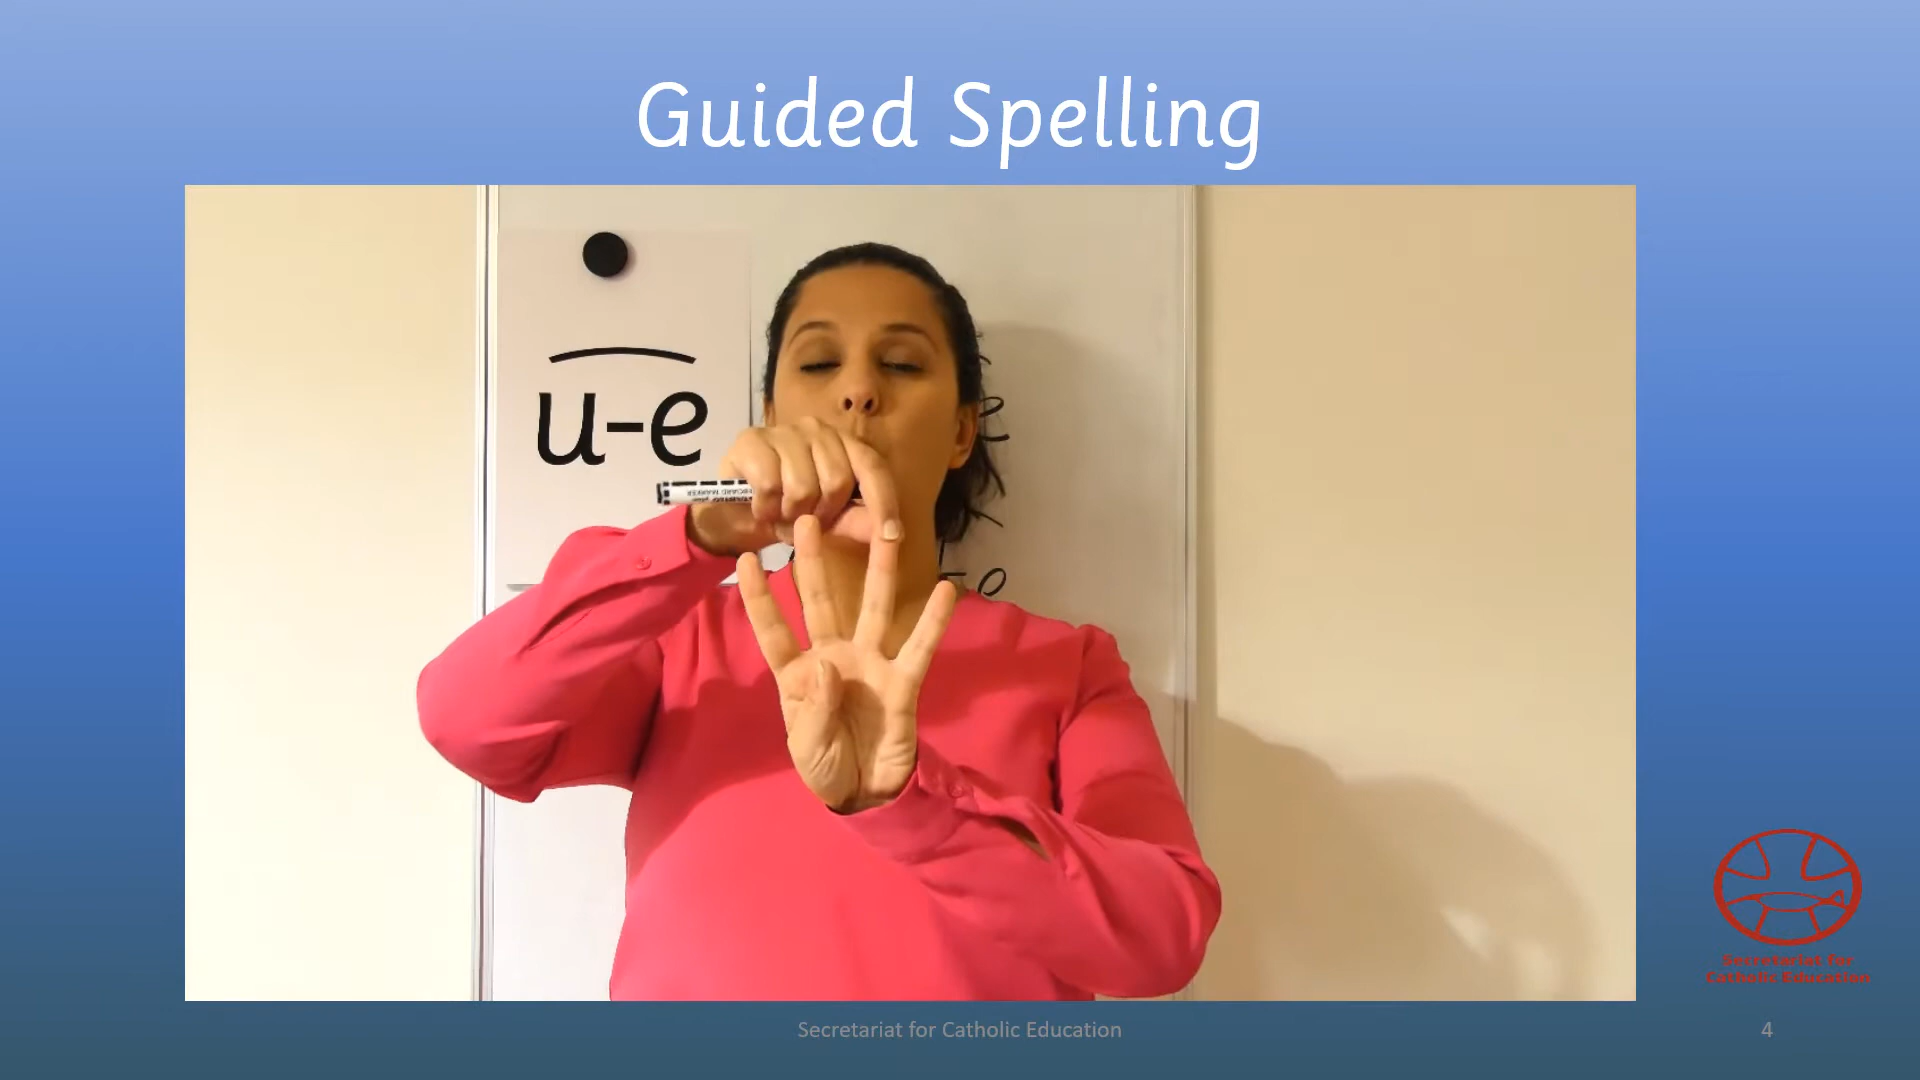 Guided Spelling
u-e
e
-e
Secretariat for
Catholic Education
Secretariat for Catholic Education
4